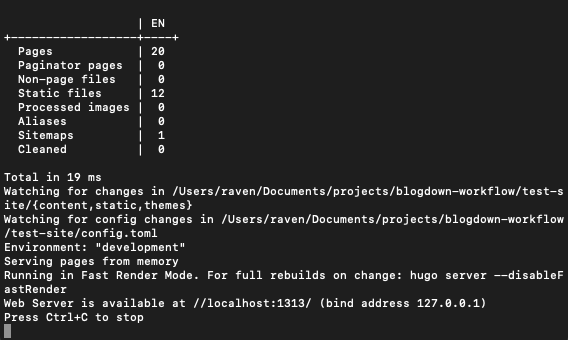 | EN
+------------------+----+
  Pages            | 20
  Paginator pages  |  0
  Non-page files   |  0
  Static files     | 12
  Processed images |  0
  Aliases          |  0
  Sitemaps         |  1
  Cleaned          |  0
Total in 19 ms
Watching for changes in /Users/raven/Documents/projects/blogdown-workflow/test-s
ite/{content,static,themes}
Watching for config changes in /Users/raven/Documents/projects/blogdown-workflow
/test-site/config.toml
Environment: "development"
Serving pages from memory
Running in Fast Render Mode. For full rebuilds on change: hugo server --disableF
astRender
Web Server is available at //localhost:1313/ (bind address 127.0.0.1)
Press Ctrl+C to stop